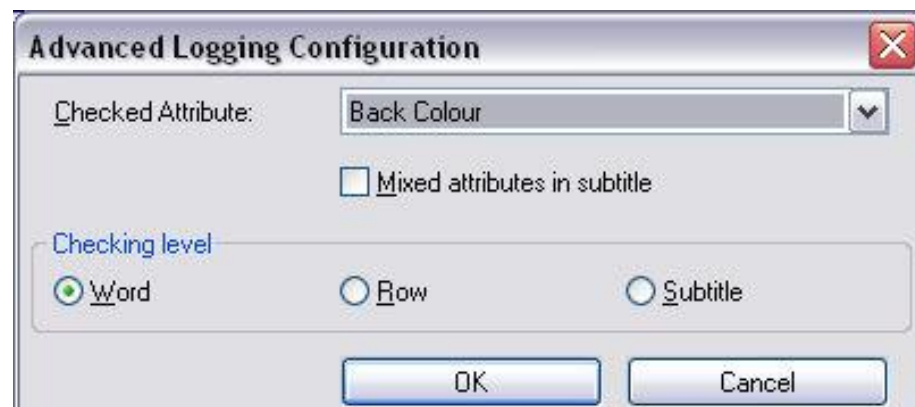 Advanced Logging Configuration
Checked Attribute: Back Colour
Mixed attributes in subtitle
Checking level
Word Row Subtitle
OK Cancel